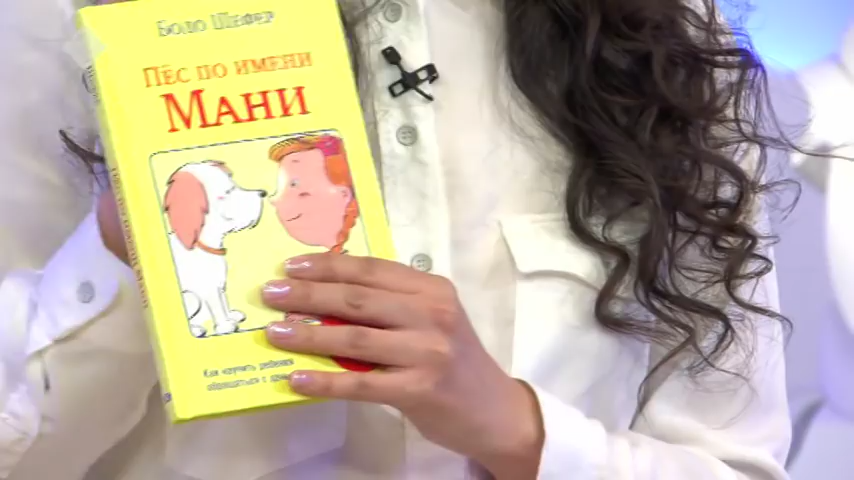 Бодо Шефер
Пёс по имени
Мани
Как научить ребенка
обращаться с